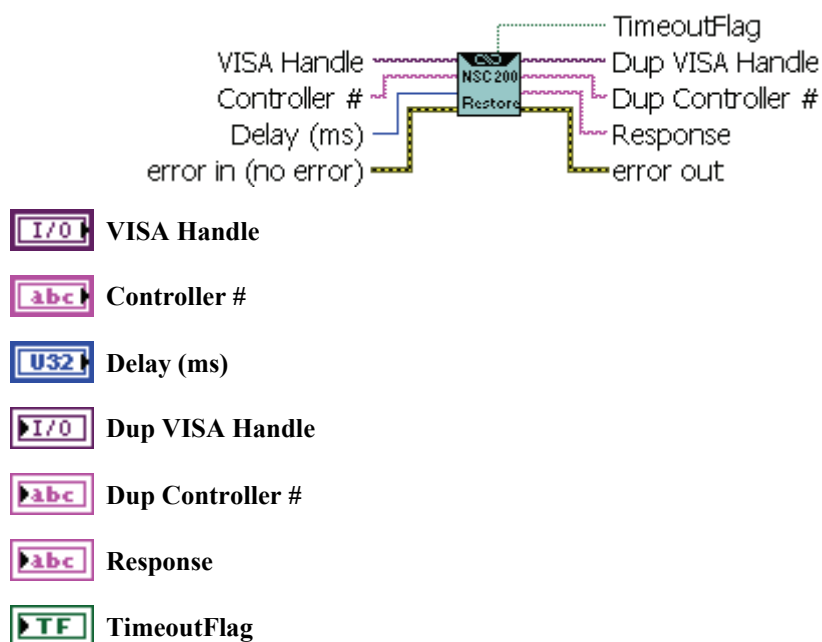 TimeoutFlag
VISA Handle
Dup VISA Handle
NSC200
Controller #
Dup Controller #
Restore
Delay (ms)
Response
error in (no error)
error out
I/O VISA Handle
abc Controller #
U32 Delay (ms)
I/O Dup VISA Handle
abc Dup Controller #
abc Response
TF TimeoutFlag